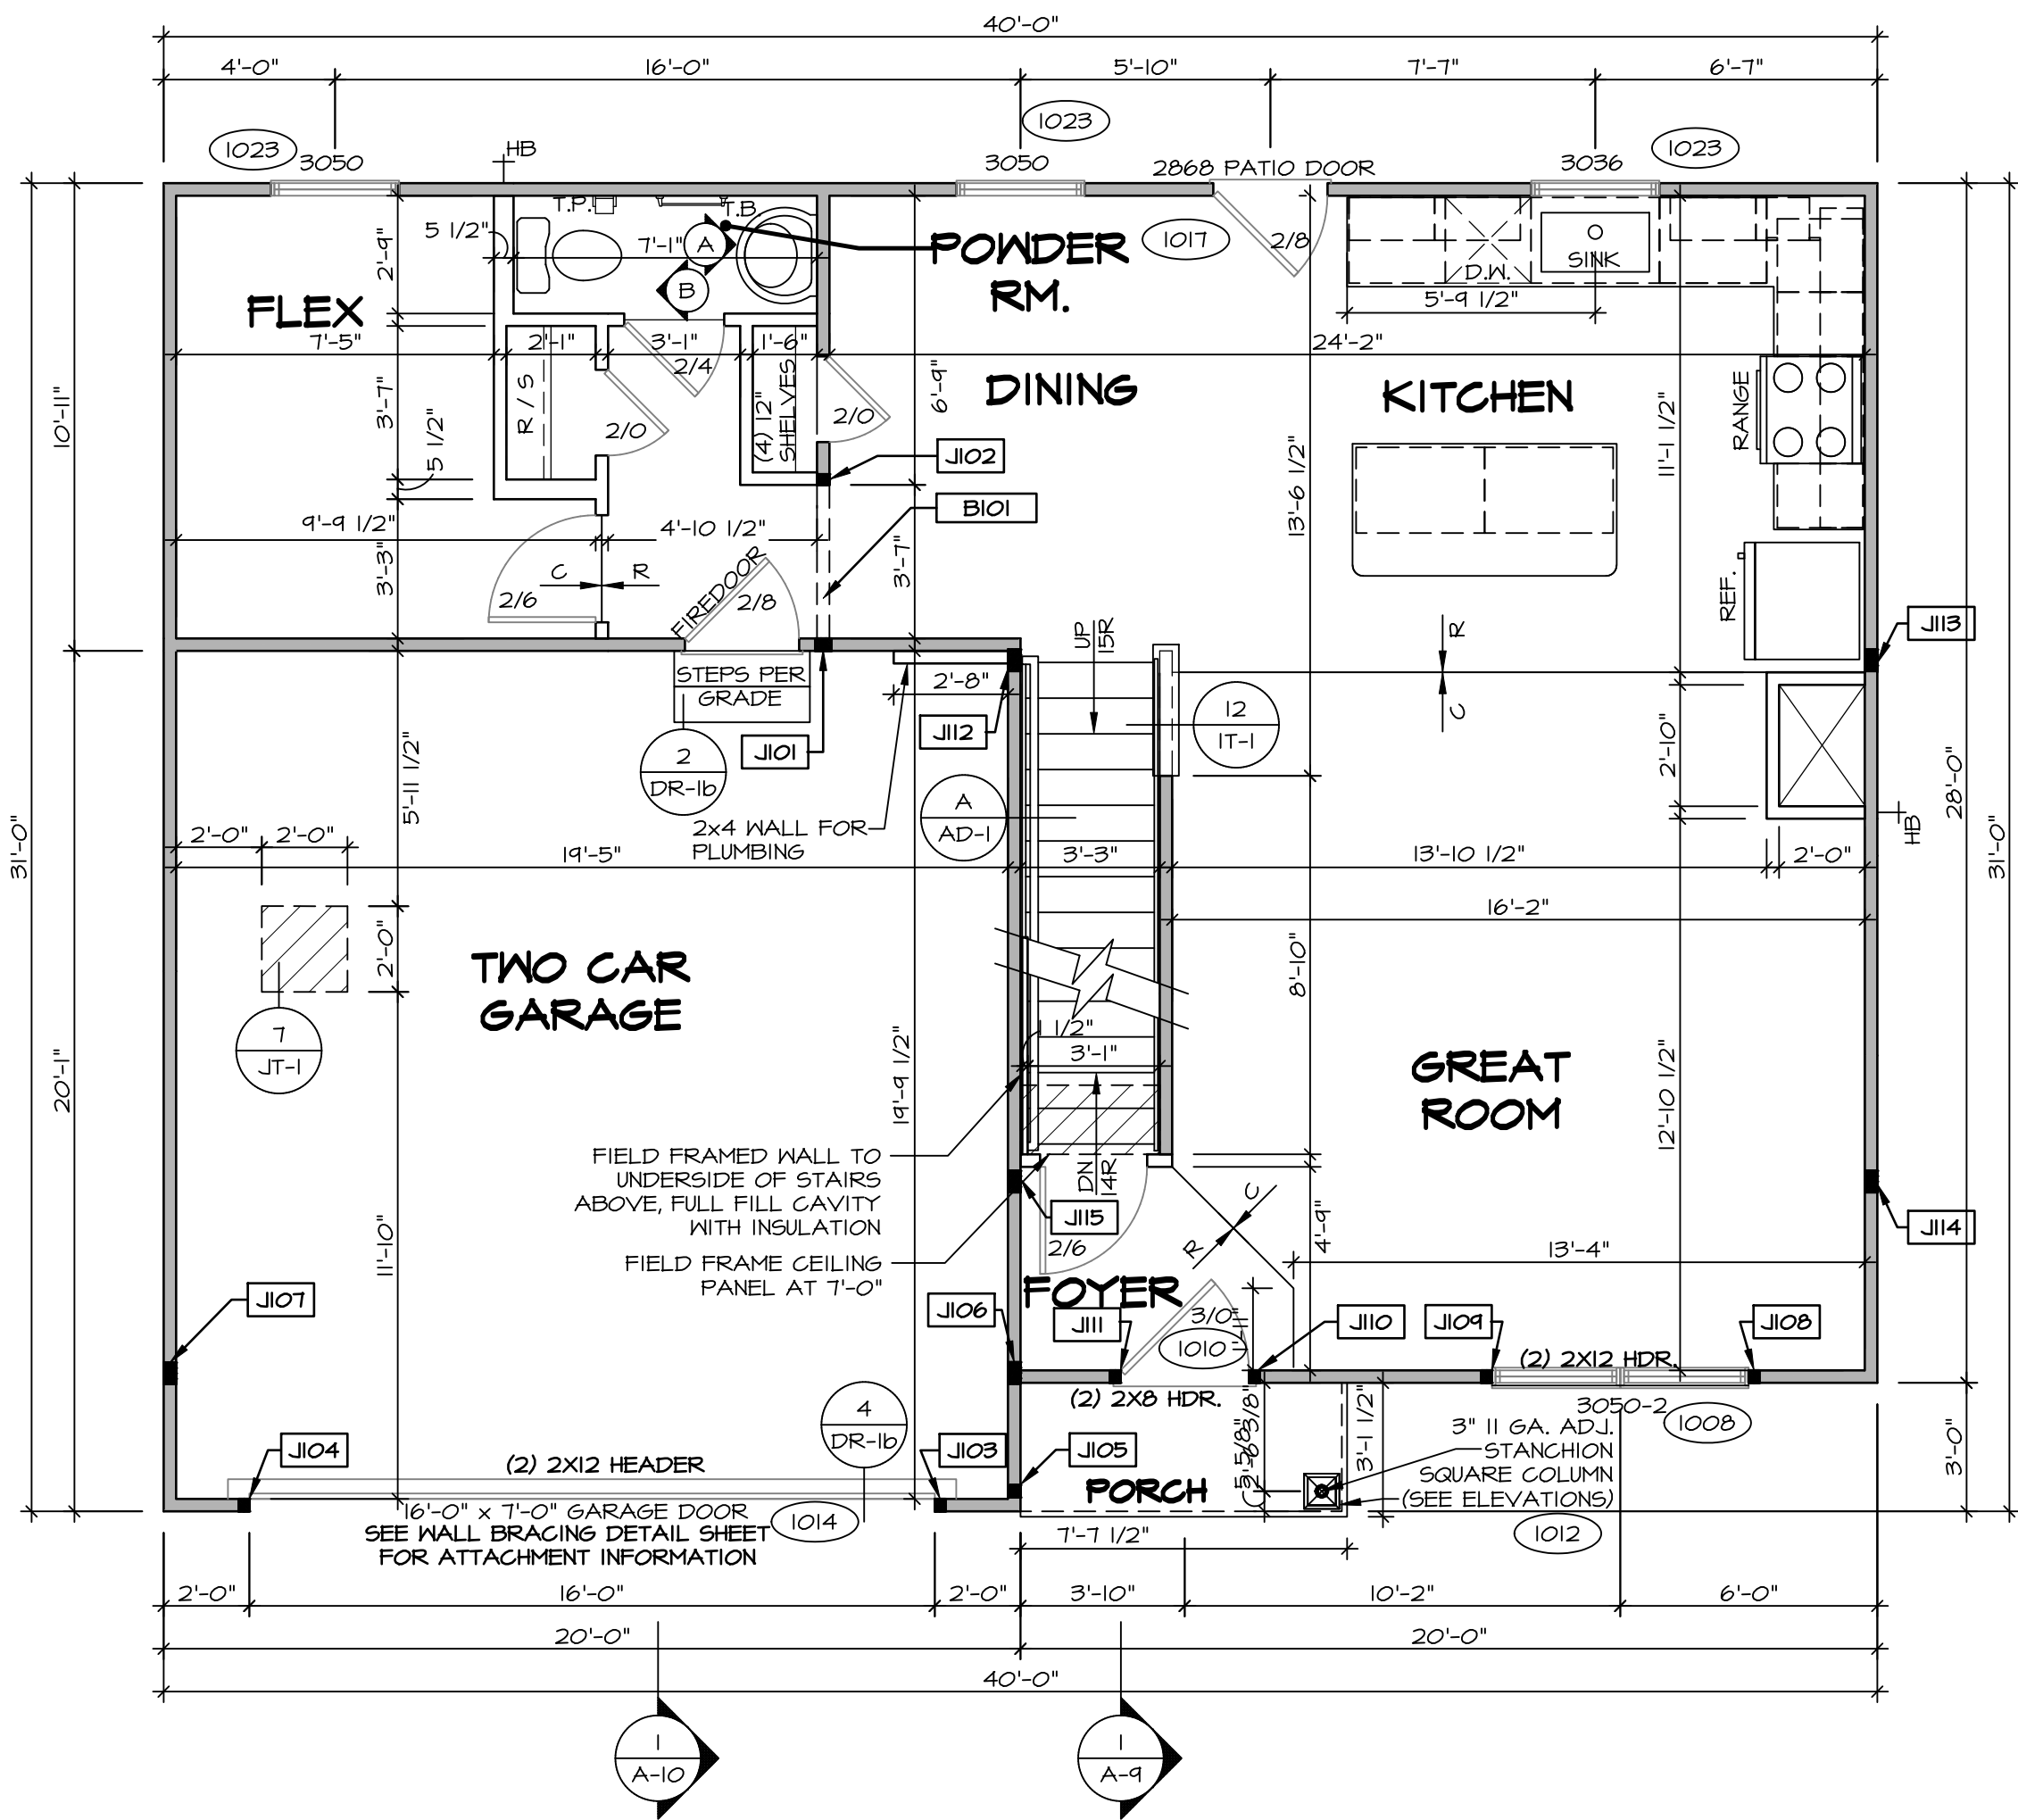 40'-0"
4'-0"
16'-0"
5'-10"
7'-7"
6'-7"
1023
3050
HB
1023
3050
2868 PATIO DOOR
3036
1023
T.P.
T.B.
5 1/2"
2'-9"
7'-1"
A
B
POWDER
RM.
1017
2/8
D.W.
SINK
5'-9 1/2"
FLEX
7'-5"
2'-1"
3'-1"
2/4
1'-6"
24'-2"
DINING
KITCHEN
RANGE
10'-11"
3'-7"
5 1/2"
R / S
2/0
(4) 12"
SHELVES
2/0
6'-9"
J102
B101
13'-6 1/2"
11'-1 1/2"
9'-9 1/2"
4'-10 1/2"
3'-3"
C
R
2/6
FIREDOOR
2/8
3'-7"
REF.
J113
UP
15R
R
C
STEPS PER
GRADE
2'-8"
J112
J101
2
DR-1b
12
1T-1
A
AD-1
2'-10"
28'-0"
31'-0"
31'-0"
5'-11 1/2"
2x4 WALL FOR
PLUMBING
HB
2'-0"
2'-0"
19'-5"
3'-3"
13'-10 1/2"
2'-0"
16'-2"
2'-0"
TWO CAR
GARAGE
7
JT-1
8'-10"
20'-1"
19'-9 1/2"
1 1/2"
3'-1"
GREAT
ROOM
12'-10 1/2"
FIELD FRAMED WALL TO
UNDERSIDE OF STAIRS
ABOVE, FULL FILL CAVITY
WITH INSULATION
FIELD FRAME CEILING
PANEL AT 7'-0"
DN
14R
J115
2/6
C
R
4'-9"
13'-4"
J114
11'-10"
J107
FOYER
J106
J111
3/0
1010
J110
J109
J108
(2) 2X12 HDR.
(2) 2X8 HDR.
3050-2
1008
4
DR-1b
J104
(2) 2X12 HEADER
J103
J105
PORCH
3'-1 1/2"
3" 11 GA. ADJ.
STANCHION
SQUARE COLUMN
(SEE ELEVATIONS)
3'-0"
16'-0" x 7'-0" GARAGE DOOR
1014
SEE WALL BRACING DETAIL SHEET
FOR ATTACHMENT INFORMATION
1012
7'-7 1/2"
2'-0"
16'-0"
2'-0"
3'-10"
10'-2"
6'-0"
20'-0"
20'-0"
40'-0"
1
A-10
1
A-9